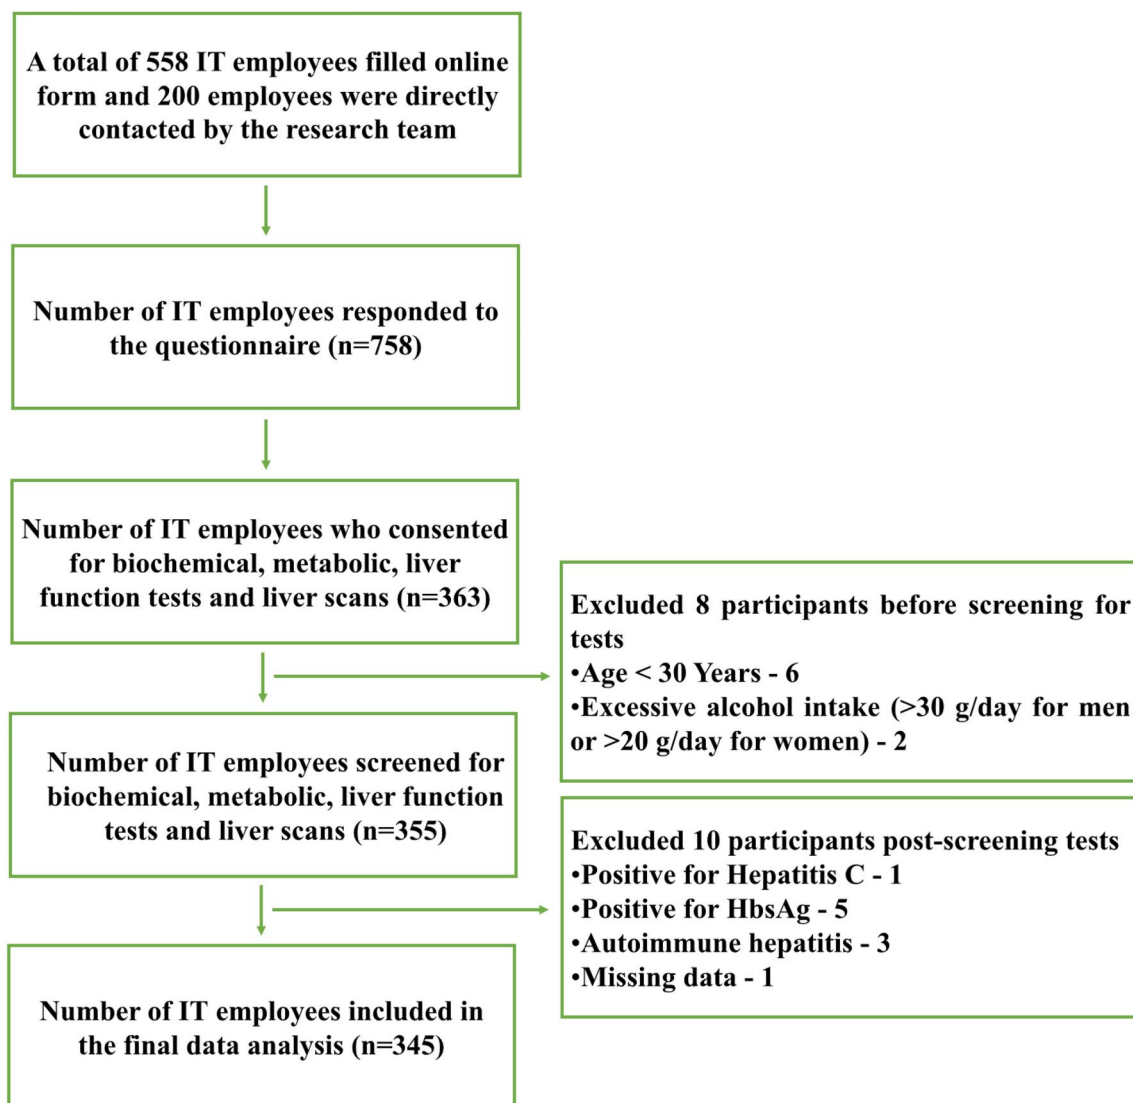 A total of 558 IT employees filled online
form and 200 employees were directly
contacted by the research team
Number of IT employees responded to
the questionnaire (n=758)
Number of IT employees who consented
for biochemical, metabolic, liver
function tests and liver scans (n=363)
Excluded 8 participants before screening for
tests
•Age < 30 Years - 6
•Excessive alcohol intake (>30 g/day for men
or >20 g/day for women) - 2
Number of IT employees screened for
biochemical, metabolic, liver function
tests and liver scans (n=355)
Excluded 10 participants post-screening tests
•Positive for Hepatitis C - 1
•Positive for HbsAg - 5
•Autoimmune hepatitis - 3
•Missing data - 1
Number of IT employees included in
the final data analysis (n=345)